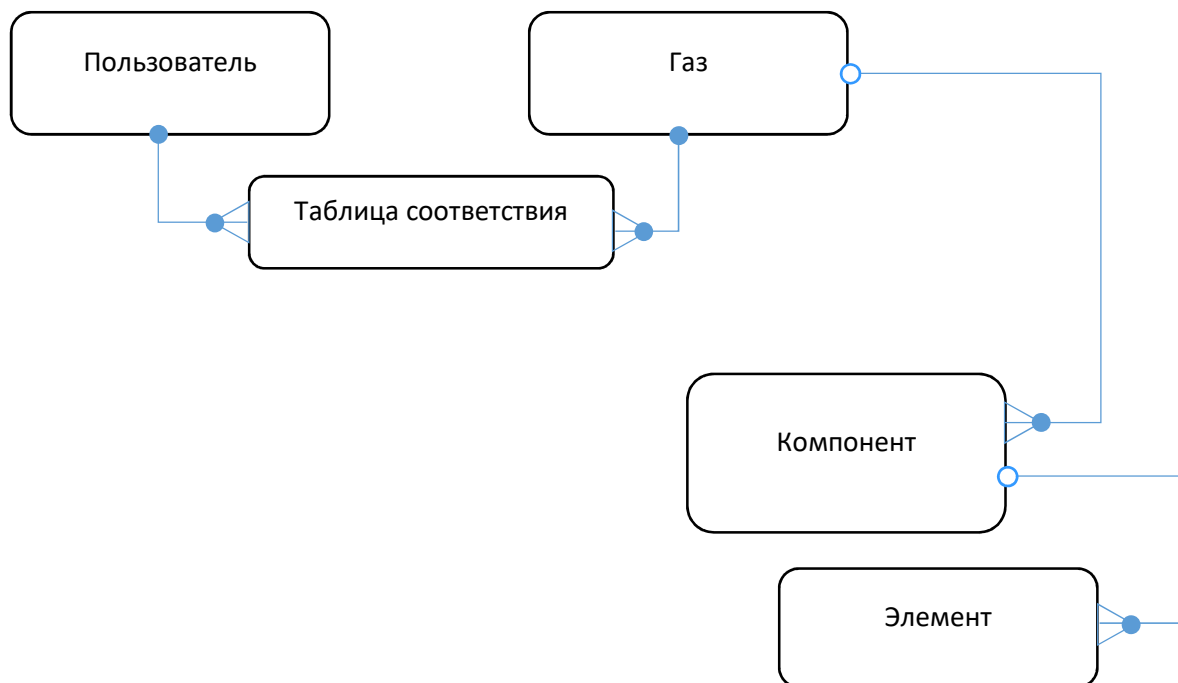 Пользователь
Газ
Таблица соответствия
Компонент
Элемент